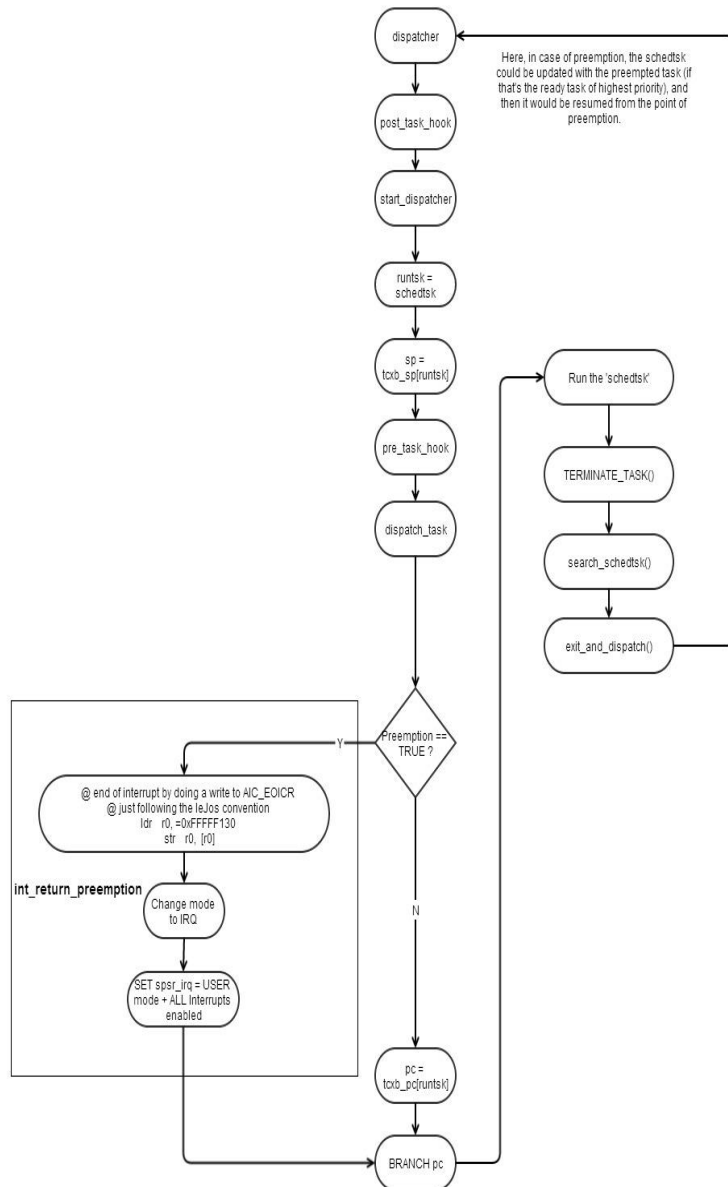 dispatcher
Here, in case of preemption, the schedtsk
could be updated with the preempted task (if
that's the ready task of highest priority), and
then it would be resumed from the point of
preemption.
post_task_hook
start_dispatcher
runtsk =
schedtsk
sp =
tcxb_sp[runtsk]
pre_task_hook
dispatch_task
Preemption ==
TRUE ?
Y
@ end of interrupt by doing a write to AIC_EOICR
@ just following the leJos convention
ldr r0, =0xFFFFF130
str r0, [r0]
int_return_preemption
Change mode
to IRQ
SET spsr_irq = USER
mode + ALL Interrupts
enabled
N
pc =
tcxb_pc[runtsk]
BRANCH pc
Run the 'schedtsk'
TERMINATE_TASK()
search_schedtsk()
exit_and_dispatch()